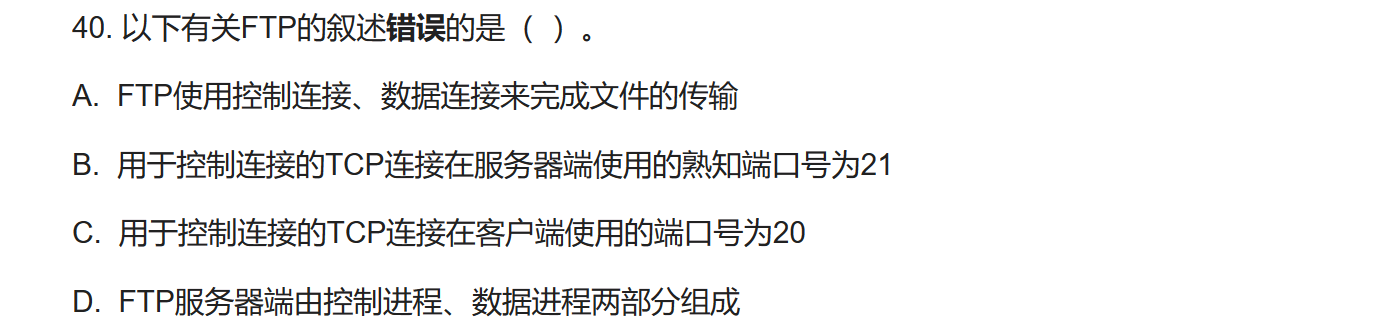 40. 以下有关FTP的叙述错误的是（ ）。
A. FTP使用控制连接、数据连接来完成文件的传输
B. 用于控制连接的TCP连接在服务器端使用的熟知端口号为21
C. 用于控制连接的TCP连接在客户端使用的端口号为20
D. FTP服务器端由控制进程、数据进程两部分组成